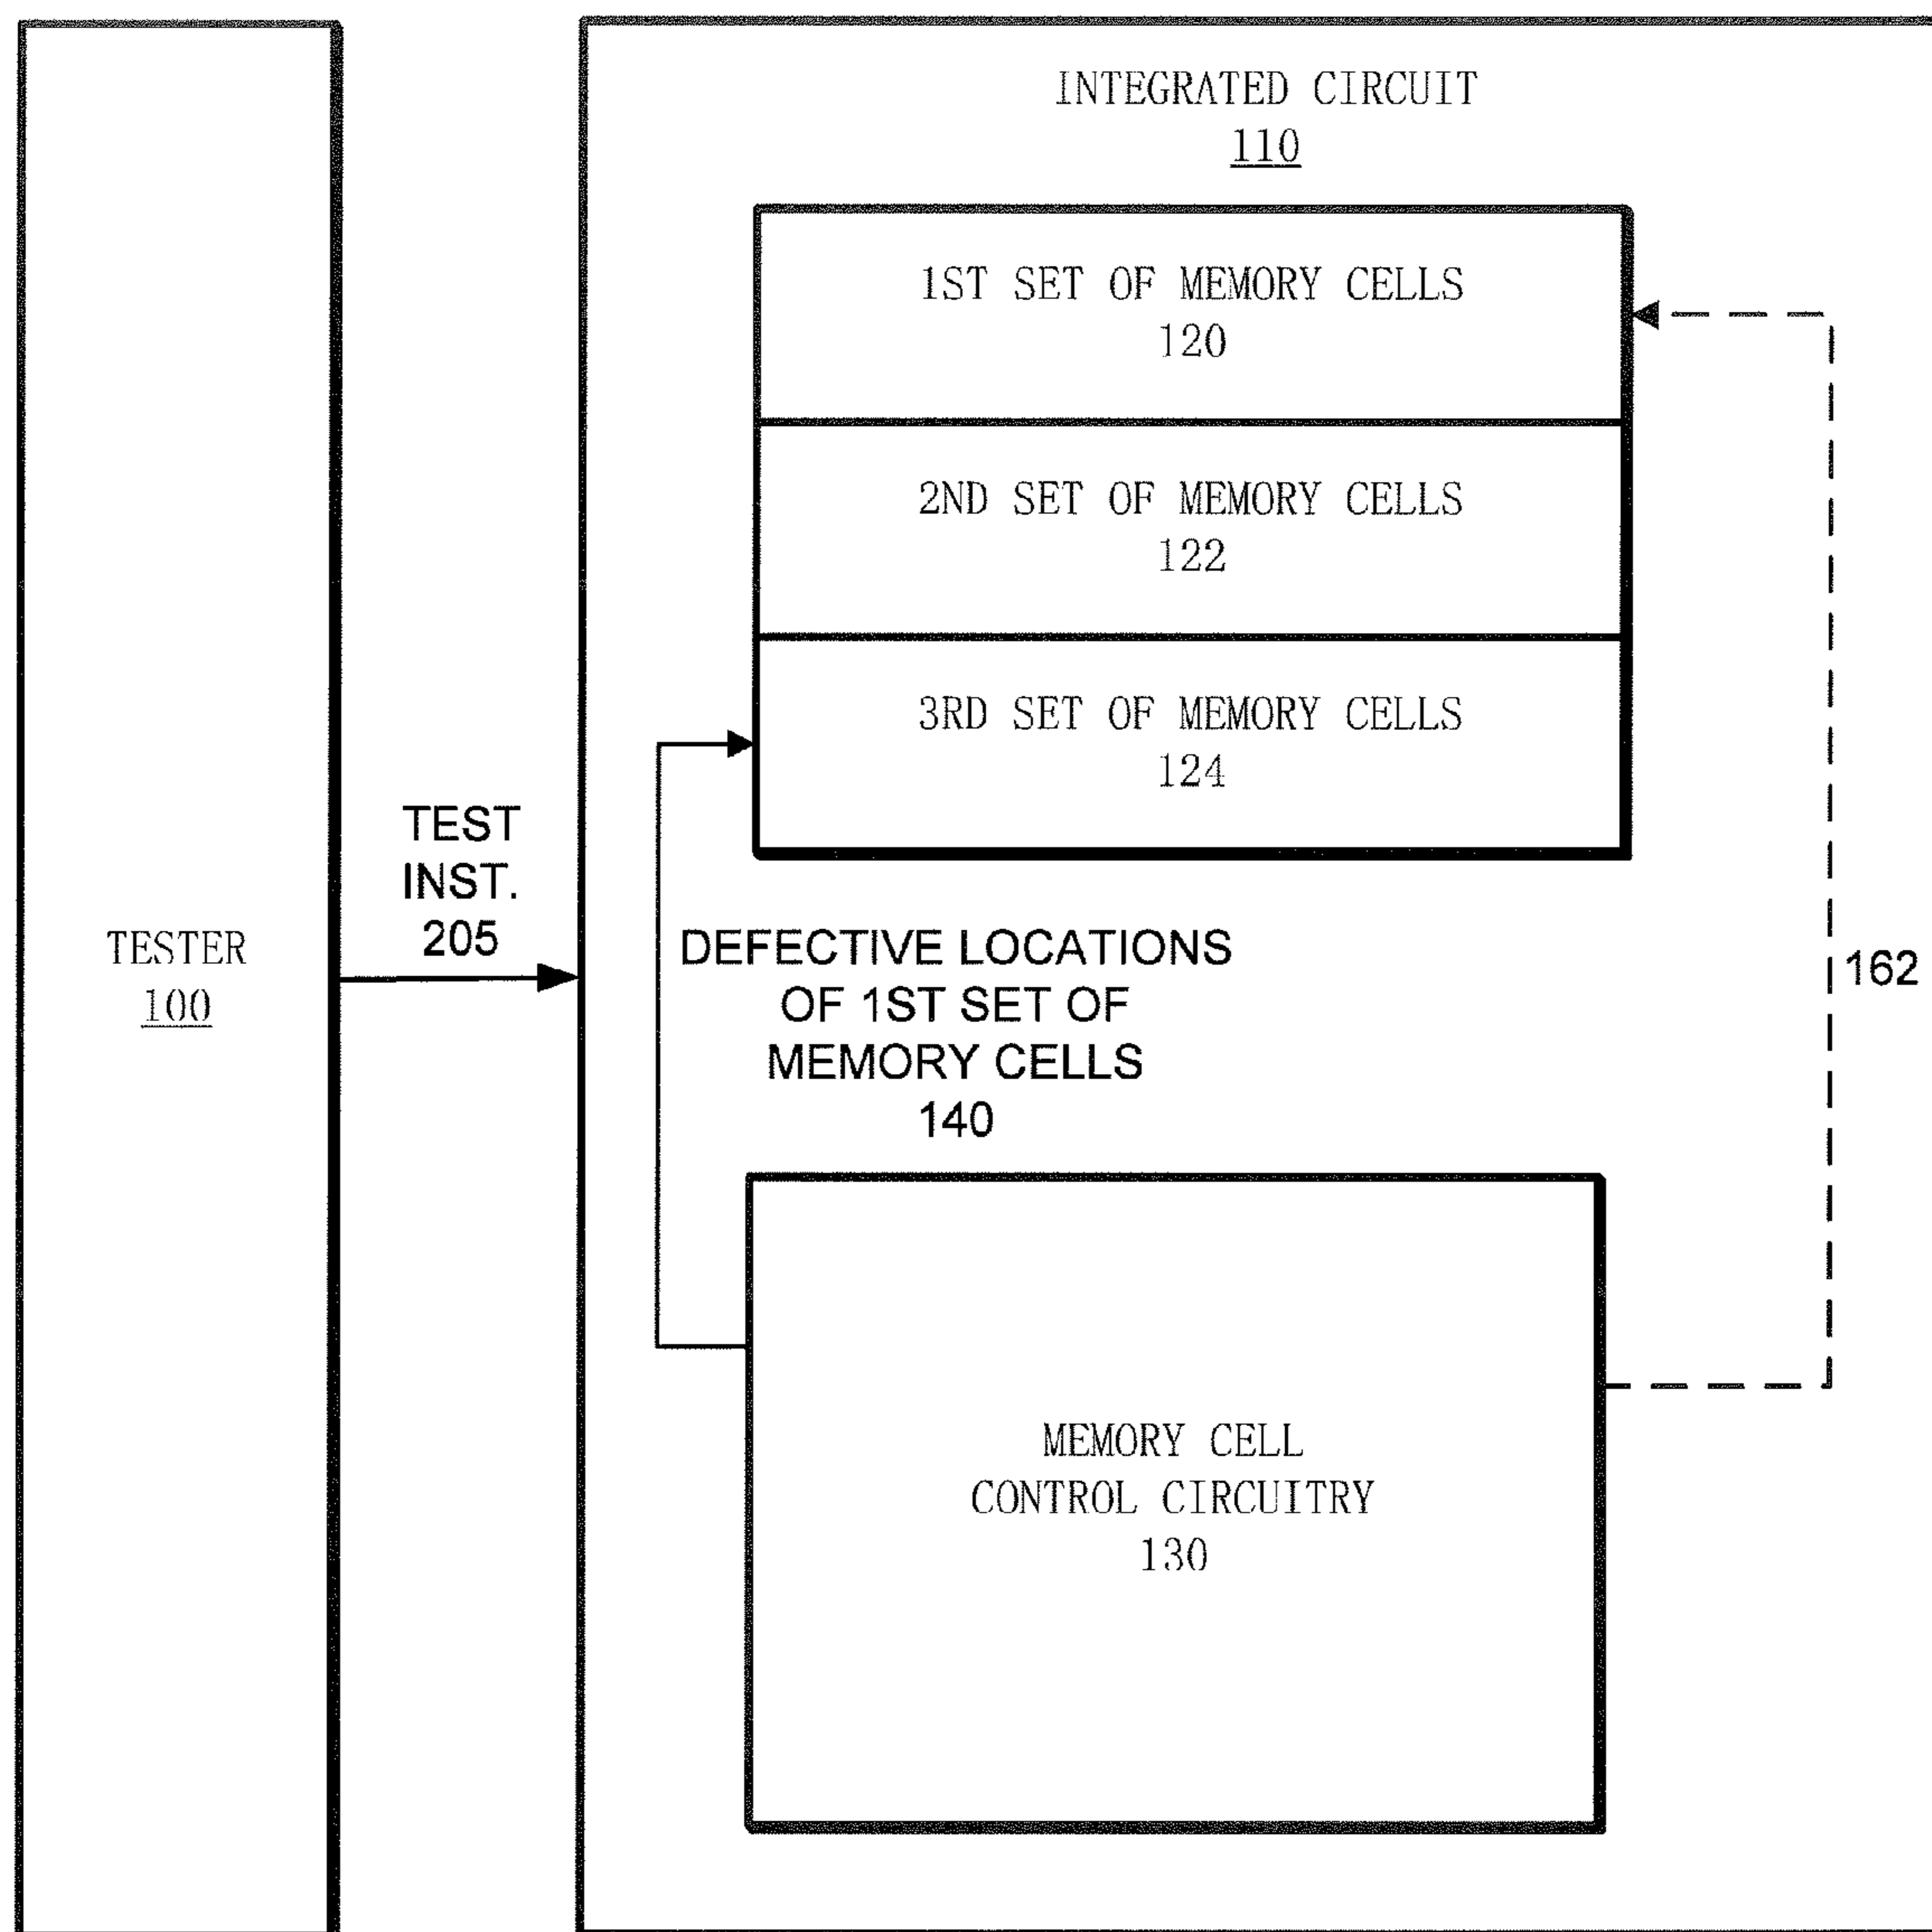 INTEGRATED CIRCUIT
110
1ST SET OF MEMORY CELLS
120
2ND SET OF MEMORY CELLS
122
3RD SET OF MEMORY CELLS
124
TEST
INST.
205
TESTER
100
DEFECTIVE LOCATIONS
OF 1ST SET OF
MEMORY CELLS
140
162
MEMORY CELL
CONTROL CIRCUITRY
130